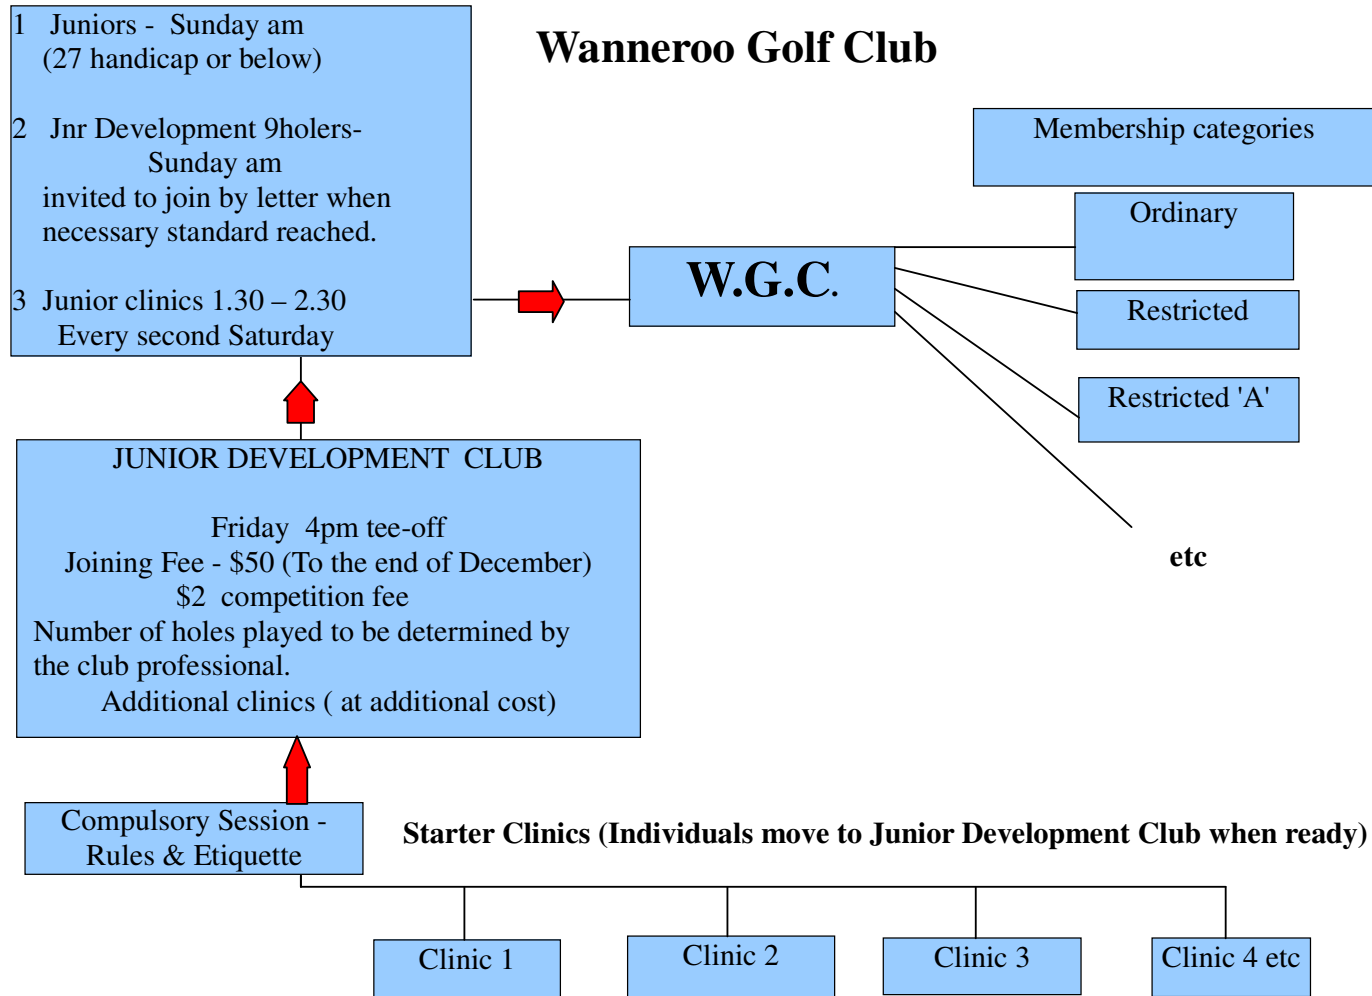 Wanneroo Golf Club
1 Juniors - Sunday am
(27 handicap or below)
2 Jnr Development 9holers-
Sunday am
invited to join by letter when
necessary standard reached.
3 Junior clinics 1.30 – 2.30
Every second Saturday
W.G.C.
Membership categories
Ordinary
Restricted
Restricted 'A'
etc
JUNIOR DEVELOPMENT CLUB
Friday 4pm tee-off
Joining Fee - $50 (To the end of December)
$2 competition fee
Number of holes played to be determined by
the club professional.
Additional clinics ( at additional cost)
Compulsory Session -
Rules & Etiquette
Starter Clinics (Individuals move to Junior Development Club when ready)
Clinic 1
Clinic 2
Clinic 3
Clinic 4 etc